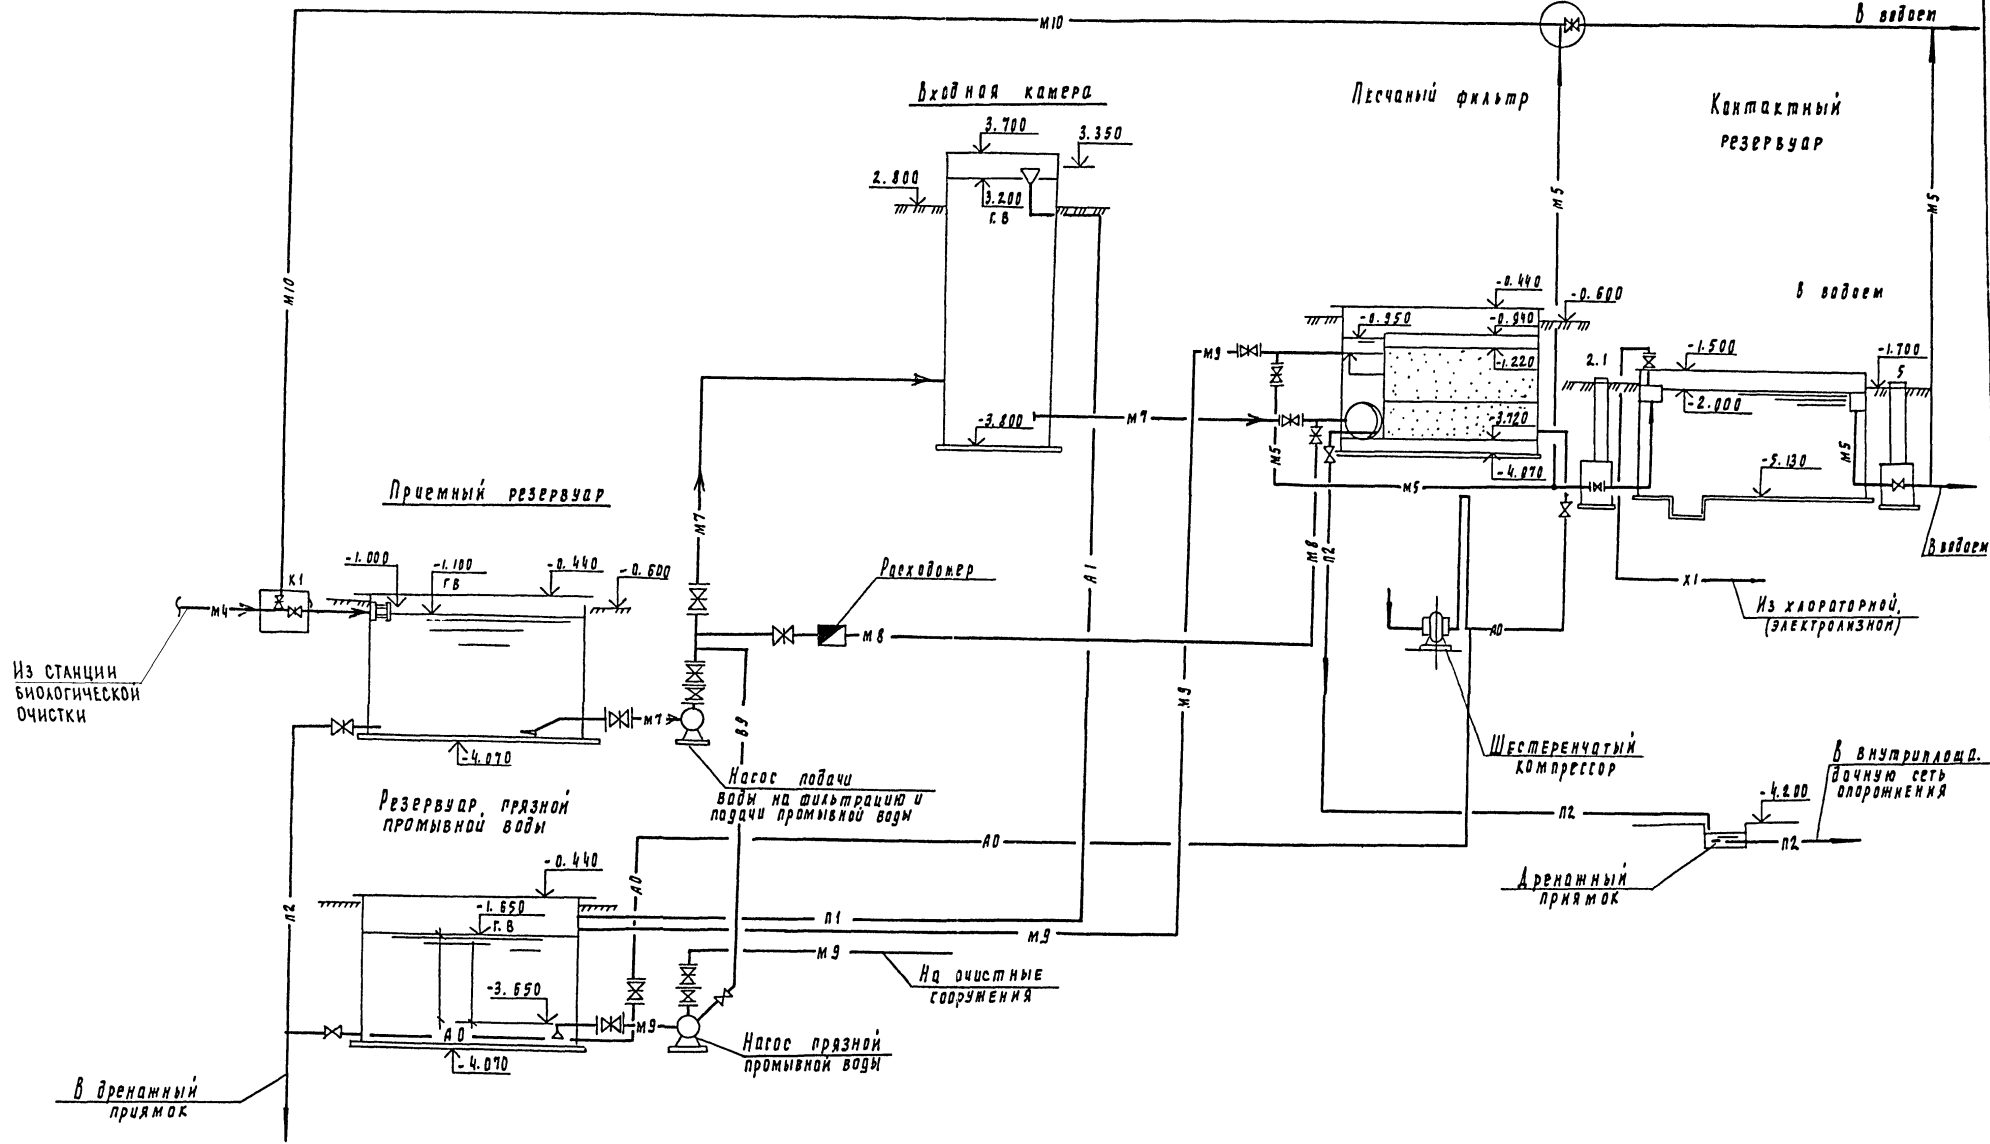 М10
В водоем
Входная камера
3.700
3.350
2.800
3.200
г.в
-3.800
Песчаный фильтр
Контактный
резервуар
М5
М5
М10
-0.440
-0.600
-0.950
-0.940
-1.220
-3.720
-4.070
В водоем
2.1
-1.500
-1.700
5
-2.000
М5
-5.130
М9
М7
М5
М5
В водоем
Приемный резервуар
-1.000
-1.100
г.в
-0.440
-0.600
К1
М4
М7
Расходомер
М8
А1
М8
П2
Х1
Из хлораторной
(электролизной)
А0
Из станции
биологической
очистки
М7
В9
М9
-4.070
Насос подачи
воды на фильтрацию и
подачи промывной воды
Шестеренчатый
компрессор
В внутриплоща.
дочную сеть
опорожнения
-4.200
П2
П2
Дренажный
приямок
Резервуар грязной
промывной воды
А0
-0.440
А0
П2
-1.650
г.в
П1
М9
М9
На очистные
сооружения
-3.650
А0
М9
-4.070
Насос грязной
промывной воды
В дренажный
приямок